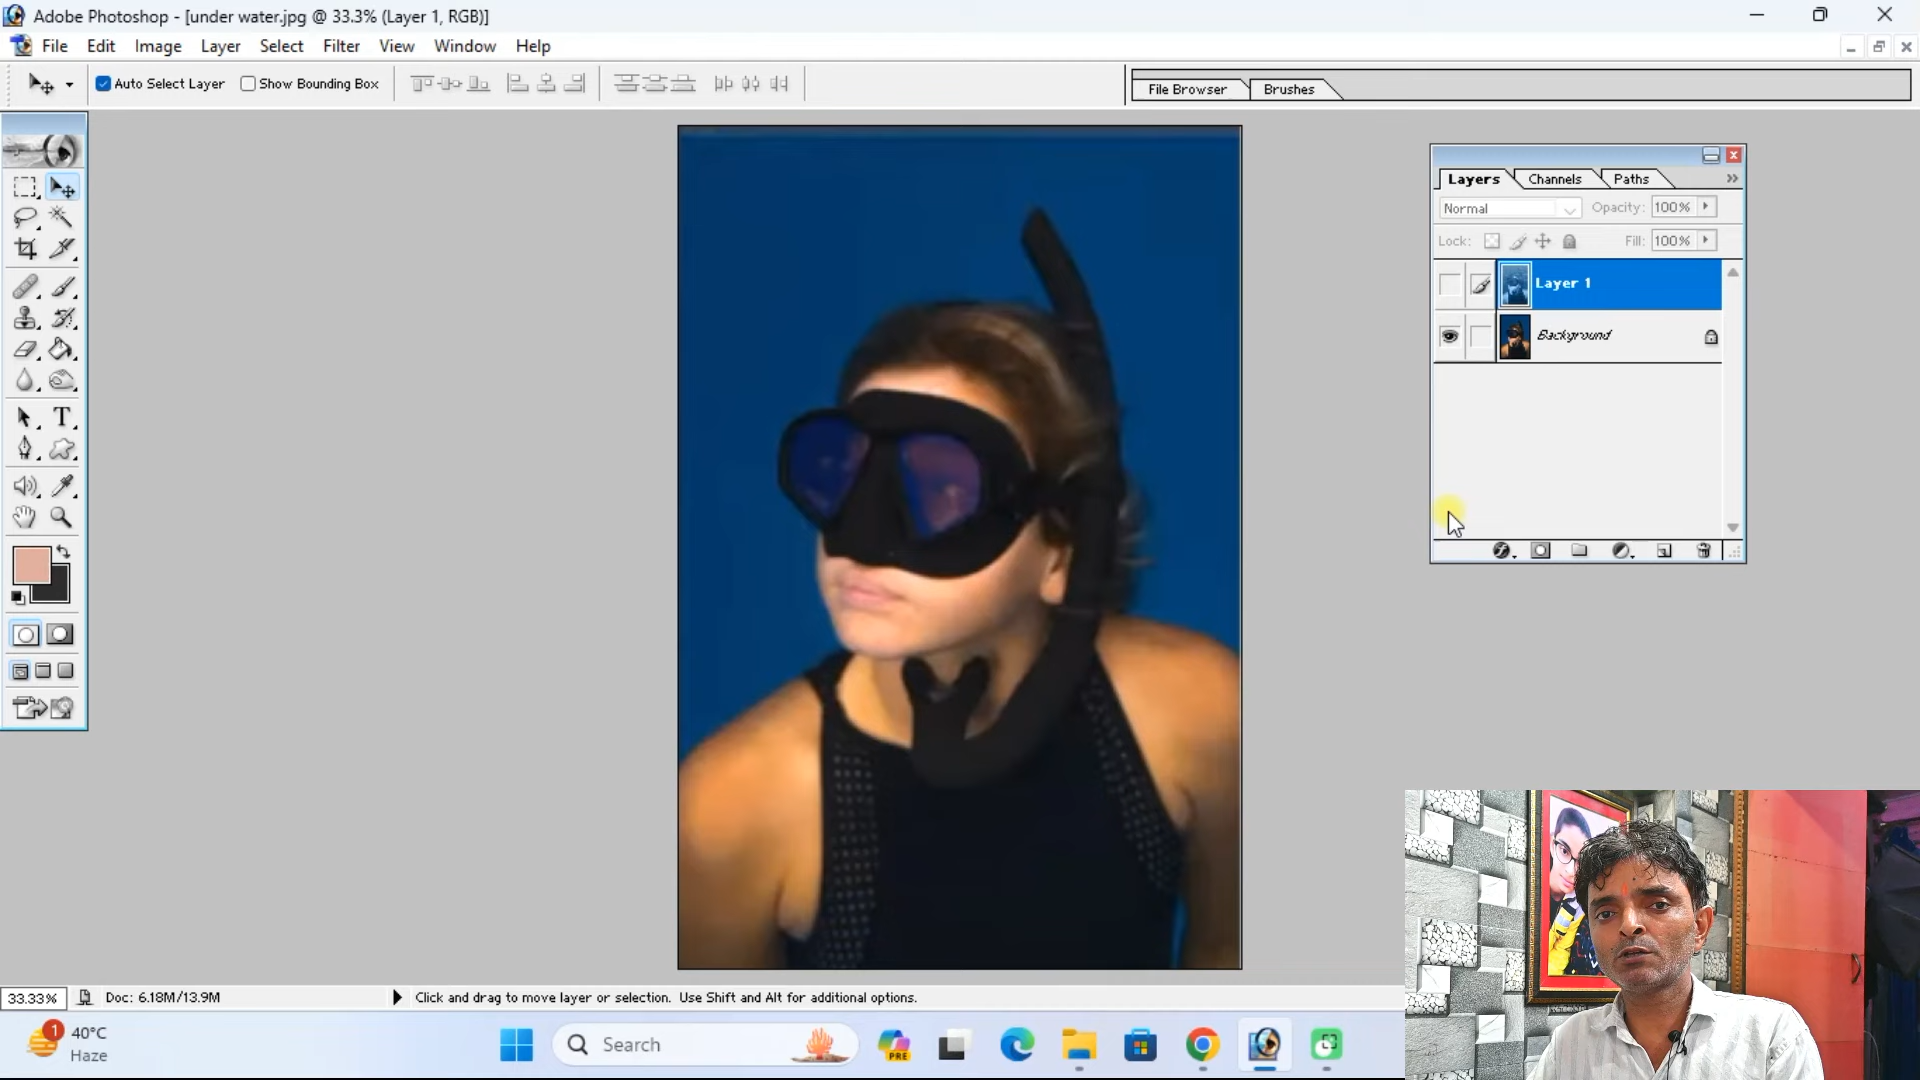 Adobe Photoshop - [under water.jpg @ 33.3% (Layer 1, RGB)]
File Edit Image Layer Select Filter View Window Help
Auto Select Layer Show Bounding Box
File Browser Brushes
Layers Channels Paths
Normal Opacity: 100%
Lock: Fill: 100%
Layer 1
Background
T
33.33% Doc: 6.18M/13.9M Click and drag to move layer or selection. Use Shift and Alt for additional options.
1
40°C
Haze
Search
PRE